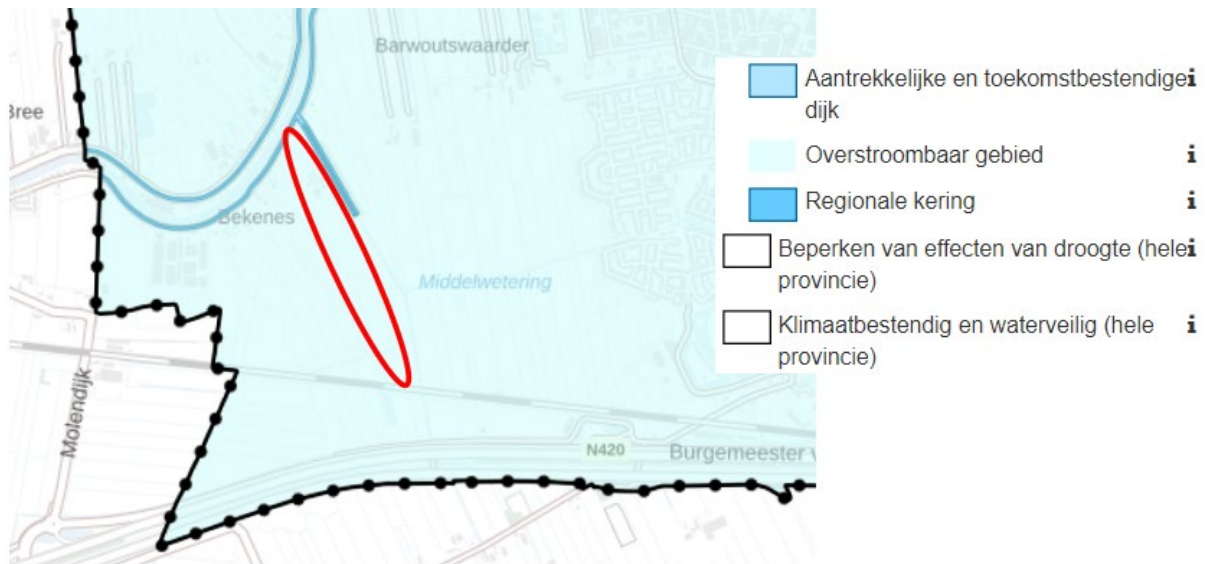 Barwoutswaarder
Bree
Bekenes
Middelwetering
Molendijk
N420
Burgemeester v
Aantrekkelijke en toekomstbestendige i
dijk
Overstroombaar gebied i
Regionale kering i
Beperken van effecten van droogte (hele i
provincie)
Klimaatbestendig en waterveilig (hele i
provincie)